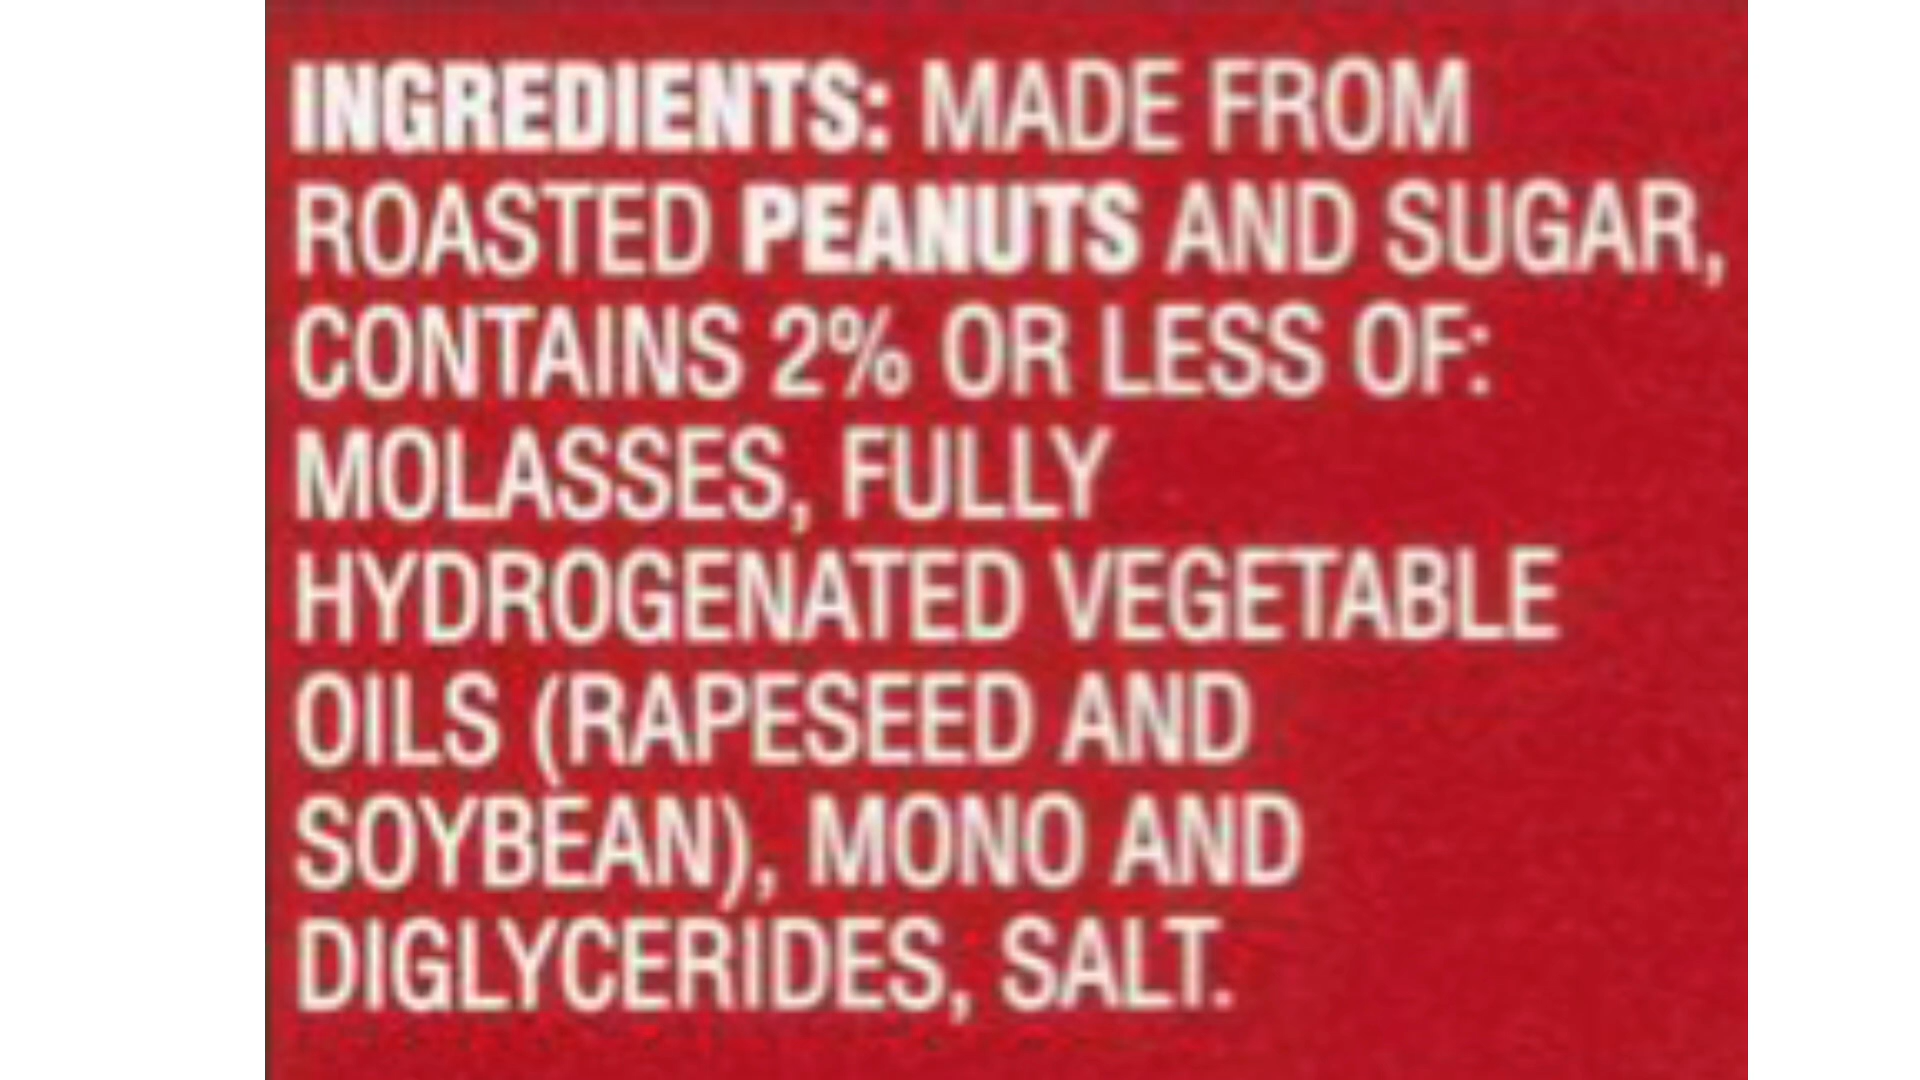 INGREDIENTS: MADE FROM
ROASTED PEANUTS AND SUGAR,
CONTAINS 2% OR LESS OF:
MOLASSES, FULLY
HYDROGENATED VEGETABLE
OILS (RAPESEED AND
SOYBEAN), MONO AND
DIGLYCERIDES, SALT.